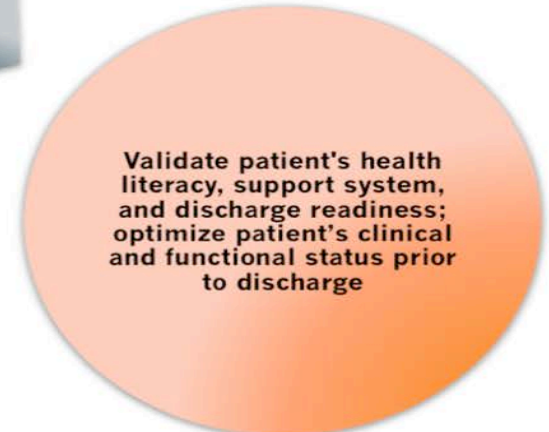 Validate patient's health
literacy, support system,
and discharge readiness;
optimize patient’s clinical
and functional status prior
to discharge